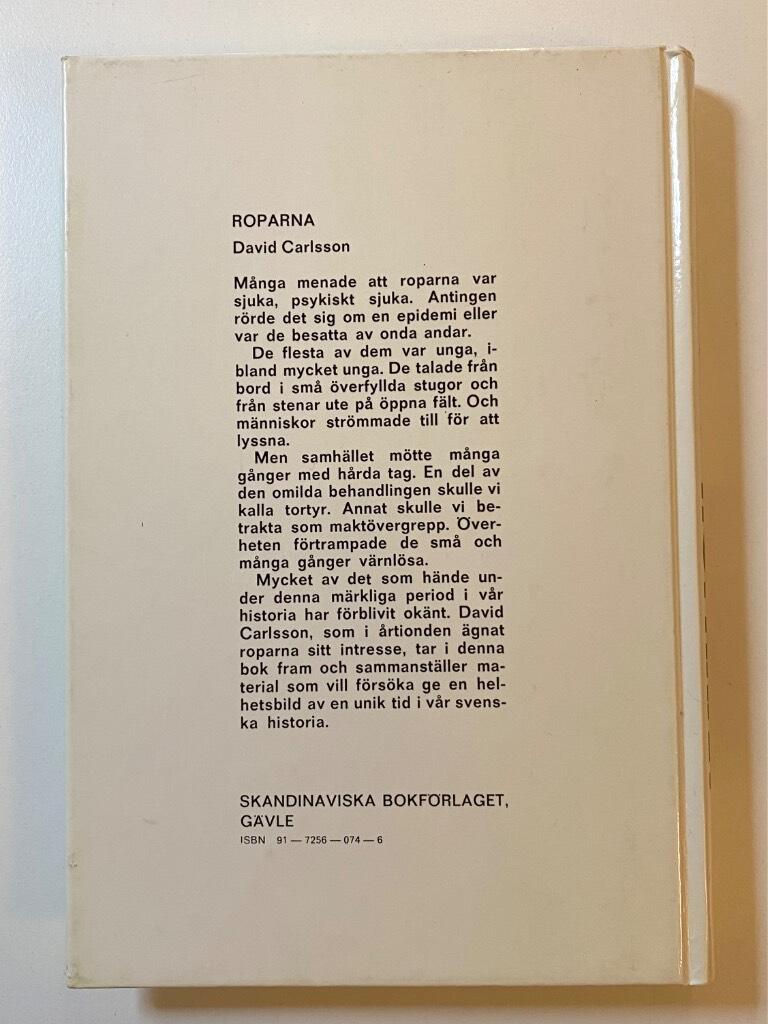 ROPARNA
David Carlsson
Många menade att roparna var
sjuka, psykiskt sjuka. Antingen
rörde det sig om en epidemi eller
var de besatta av onda andar.
De flesta av dem var unga, i-
bland mycket unga. De talade från
bord i små överfyllda stugor och
från stenar ute på öppna fält. Och
människor strömmade till för att
lyssna.
Men samhället mötte många
gånger med hårda tag. En del av
den omilda behandlingen skulle vi
kalla tortyr. Annat skulle vi be-
trakta som maktövergrepp. Över-
heten förtrampade de små och
många gånger värnlösa.
Mycket av det som hände un-
der denna märkliga period i vår
historia har förblivit okänt. David
Carlsson, som i årtionden ägnat
roparna sitt intresse, tar i denna
bok fram och sammanställer ma-
terial som vill försöka ge en hel-
hetsbild av en unik tid i vår svens-
ka historia.
SKANDINAVISKA BOKFÖRLAGET,
GÄVLE
ISBN 91 — 7256 — 074 — 6